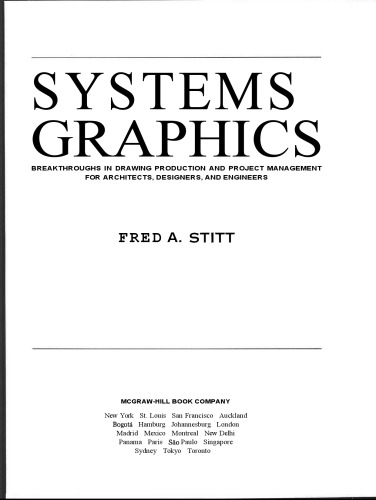 SYSTEMS
GRAPHICS
BREAKTHROUGHS IN DRAWING PRODUCTION AND PROJECT MANAGEMENT
FOR ARCHITECTS, DESIGNERS, AND ENGINEERS
FRED A. STITT
MCGRAW-HILL BOOK COMPANY
New York St. Louis San Francisco Auckland
Bogotá Hamburg Johannesburg London
Madrid Mexico Montreal New Delhi
Panama Paris São Paulo Singapore
Sydney Tokyo Toronto